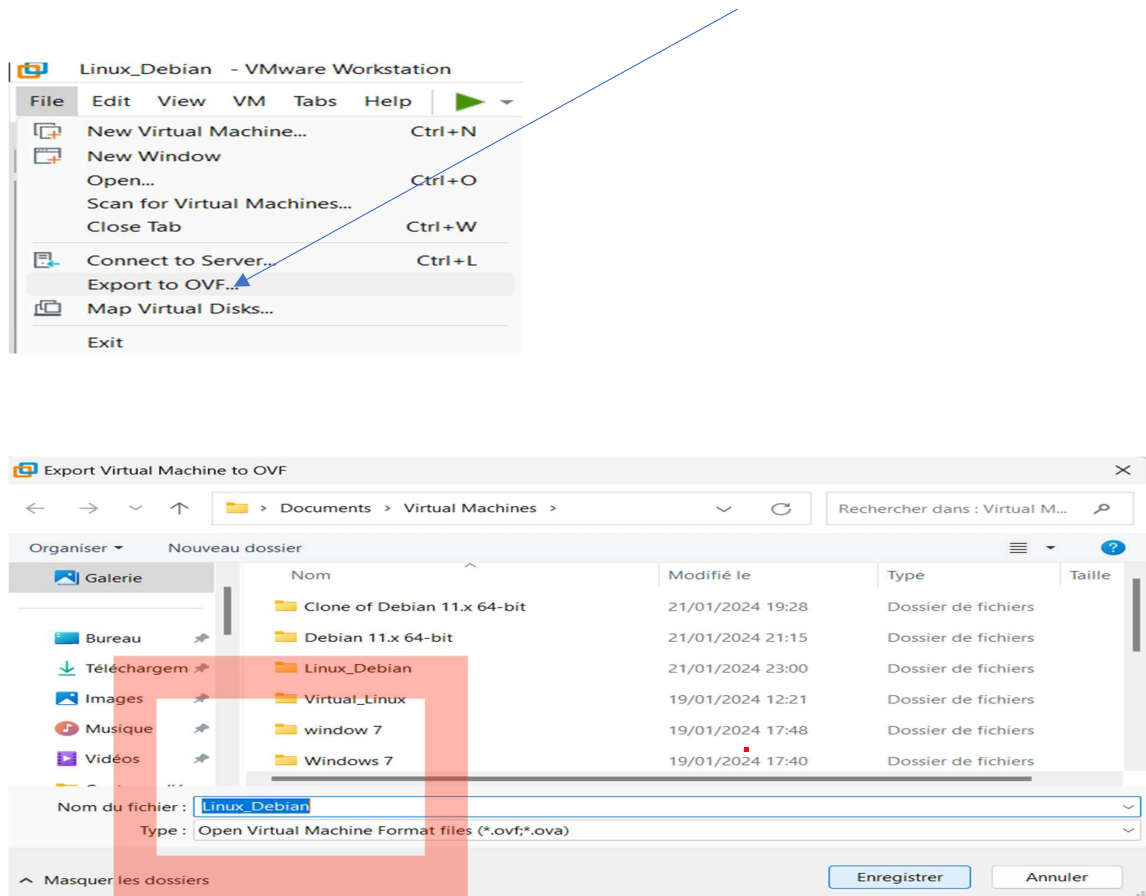 Linux_Debian - VMware Workstation
File Edit View VM Tabs Help
New Virtual Machine... Ctrl+N
New Window
Open... Ctrl+O
Scan for Virtual Machines...
Close Tab Ctrl+W
Connect to Server... Ctrl+L
Export to OVF...
Map Virtual Disks...
Exit
Export Virtual Machine to OVF
> Documents > Virtual Machines > Rechercher dans : Virtual M...
Organiser Nouveau dossier
Galerie
Bureau
Téléchargem
Images
Musique
Vidéos
Nom Modifié le Type Taille
Clone of Debian 11.x 64-bit 21/01/2024 19:28 Dossier de fichiers
Debian 11.x 64-bit 21/01/2024 21:15 Dossier de fichiers
Linux_Debian 21/01/2024 23:00 Dossier de fichiers
Virtual_Linux 19/01/2024 12:21 Dossier de fichiers
window 7 19/01/2024 17:48 Dossier de fichiers
Windows 7 19/01/2024 17:40 Dossier de fichiers
Nom du fichier : Linux_Debian
Type : Open Virtual Machine Format files (*.ovf;*.ova)
Masquer les dossiers Enregistrer Annuler